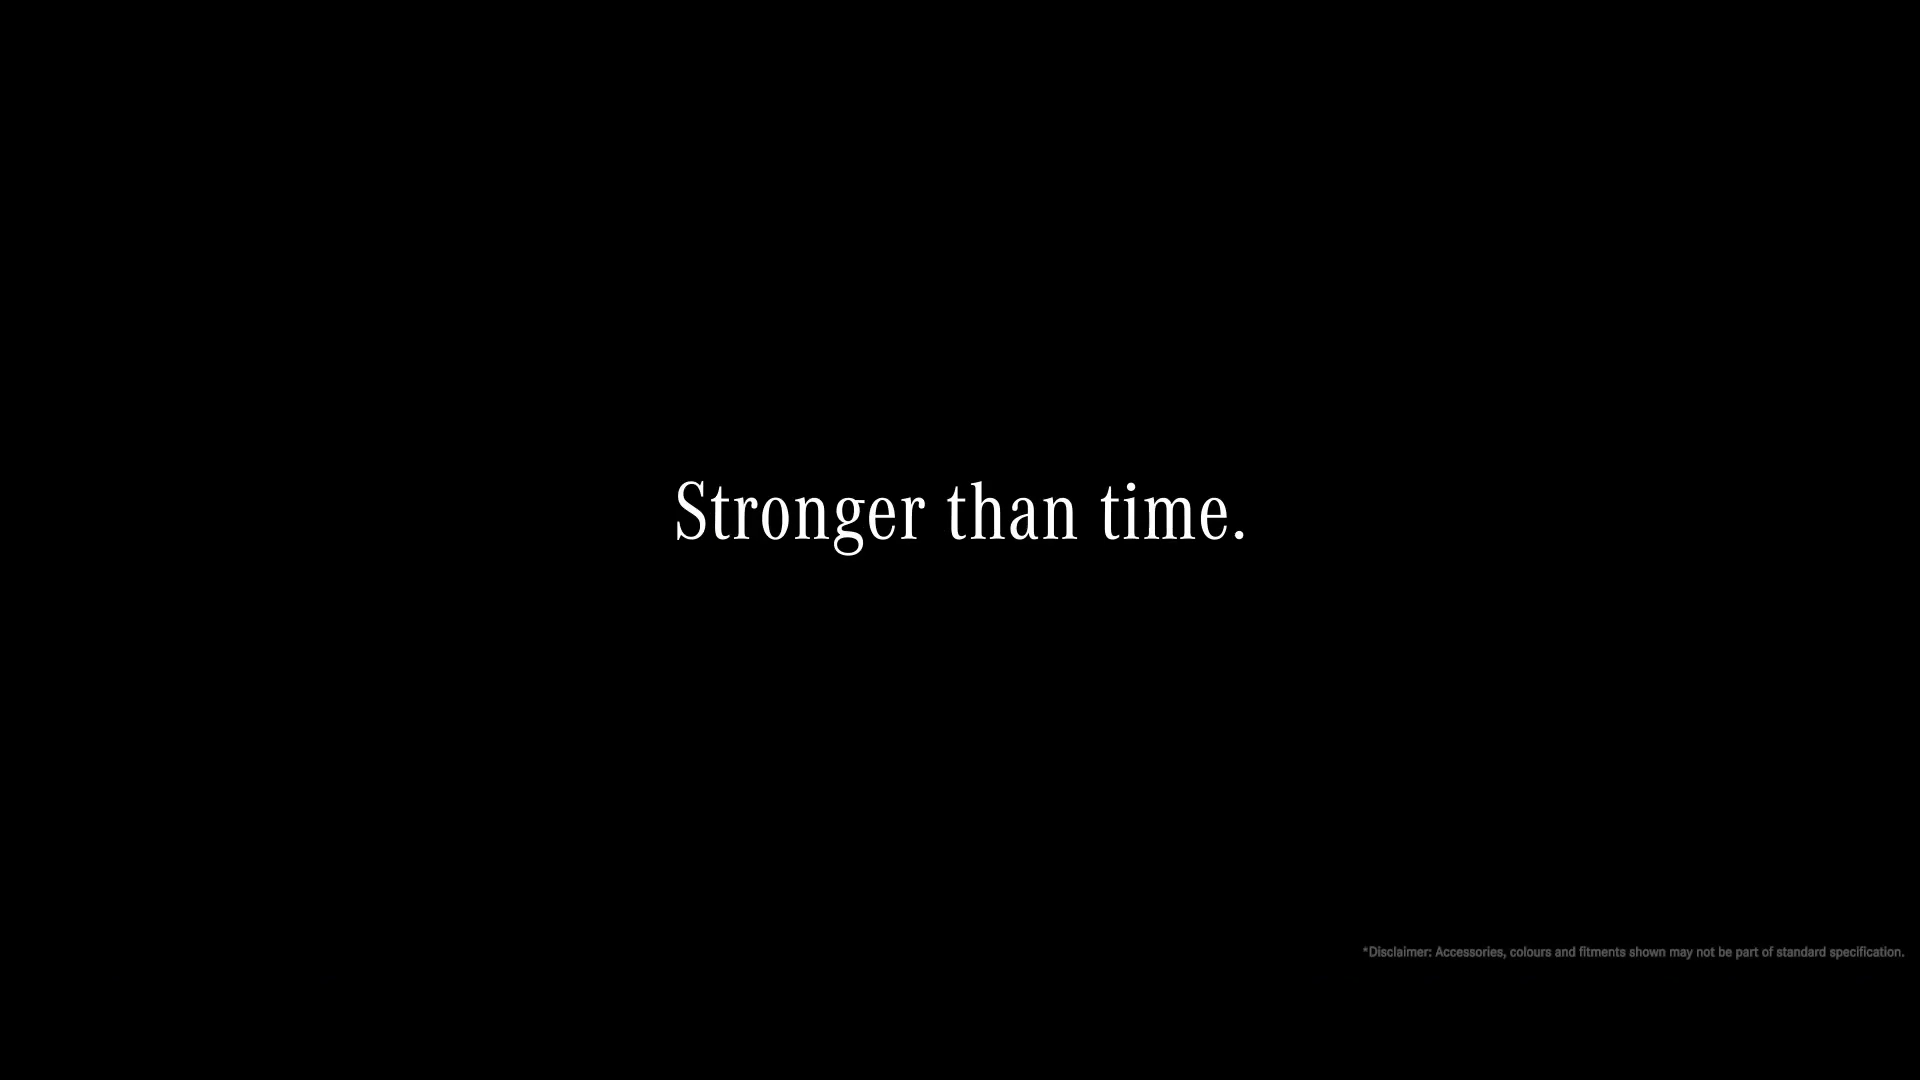 Stronger than time.
*Disclaimer: Accessories, colours and fitments shown may not be part of standard specification.